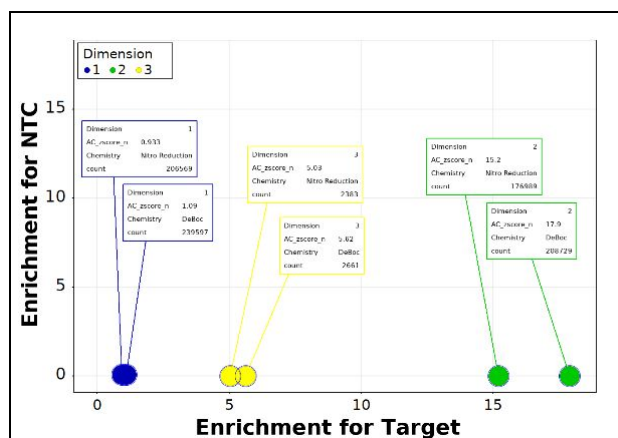 Dimension
1 2 3
Enrichment for NTC
15
10
5
0
Dimension 1
AC_zscore_n 0.933
Chemistry Nitro Reduction
count 206569
Dimension 1
AC_zscore_n 1.09
Chemistry DeBoc
count 239597
Dimension 3
AC_zscore_n 5.03
Chemistry Nitro Reduction
count 2383
Dimension 3
AC_zscore_n 5.62
Chemistry DeBoc
count 2661
Dimension 2
AC_zscore_n 15.2
Chemistry Nitro Reduction
count 176989
Dimension 2
AC_zscore_n 17.9
Chemistry DeBoc
count 208729
0 5 10 15
Enrichment for Target